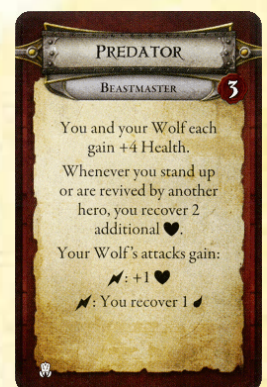 PREDATOR
BEASTMASTER
3
You and your Wolf each
gain +4 Health.
Whenever you stand up
or are revived by another
hero, you recover 2
additional ♥.
Your Wolf's attacks gain:
: +1 ♥
: You recover 1